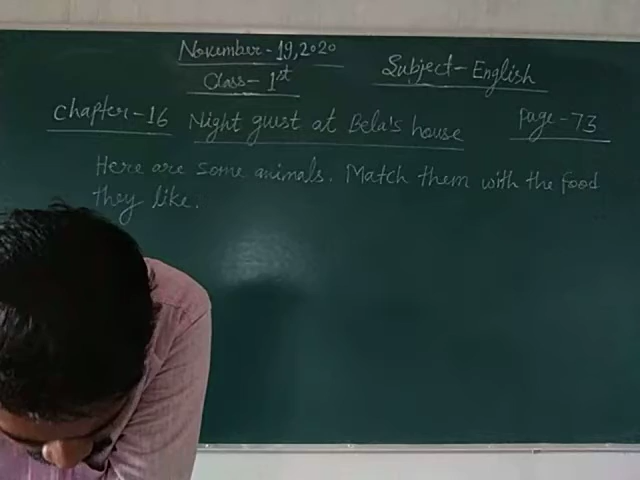 November-19,2020
Class-1st
Subject-English
Chapter-16 Night guist at Bela's house page-73
Here are some animals. Match them with the food
they like.